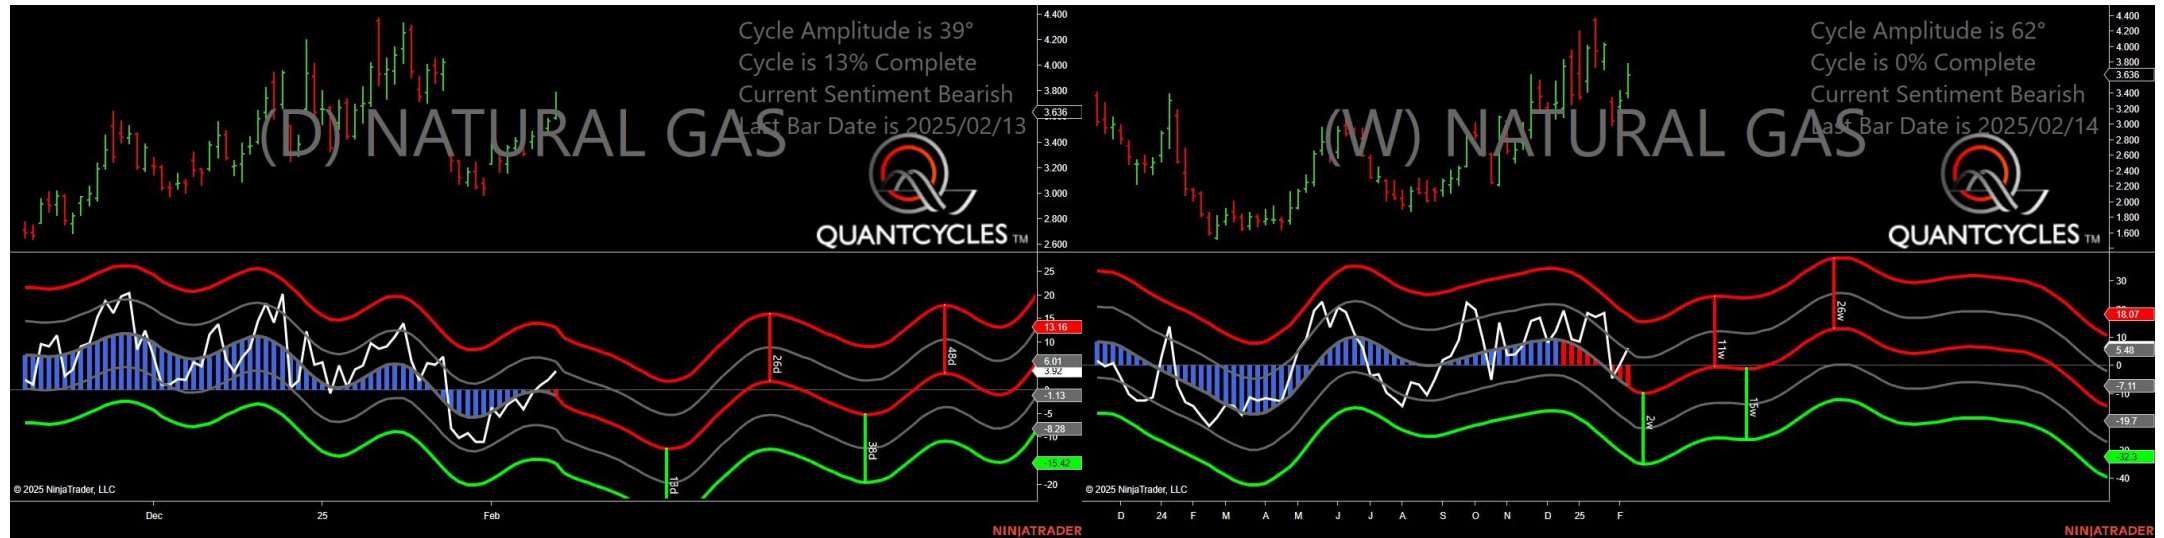 Cycle Amplitude is 39°
Cycle is 13% Complete
Current Sentiment Bearish
Last Bar Date is 2025/02/13
(D) NATURAL GAS
QUANTCYCLES TM
4.400
4.200
4.000
3.800
3.636
3.400
3.200
3.000
2.800
2.600
25
20
15
13.16
10
6.01
3.92
0
-1.13
-5
-8.28
-10
-15.42
-20
13d
26d
38d
48d
© 2025 NinjaTrader, LLC
Dec
25
Feb
NINJATRADER
Cycle Amplitude is 62°
Cycle is 0% Complete
Current Sentiment Bearish
Last Bar Date is 2025/02/14
(W) NATURAL GAS
QUANTCYCLES TM
4.400
4.200
4.000
3.800
3.636
3.400
3.200
3.000
2.800
2.600
2.400
2.200
2.000
1.800
1.600
30
18.07
10
5.48
0
-7.11
-10
-19.7
-32.3
-40
2w
11w
15w
26w
© 2025 NinjaTrader, LLC
D
24
F
M
A
M
J
J
A
S
O
N
D
25
F
NINJATRADER